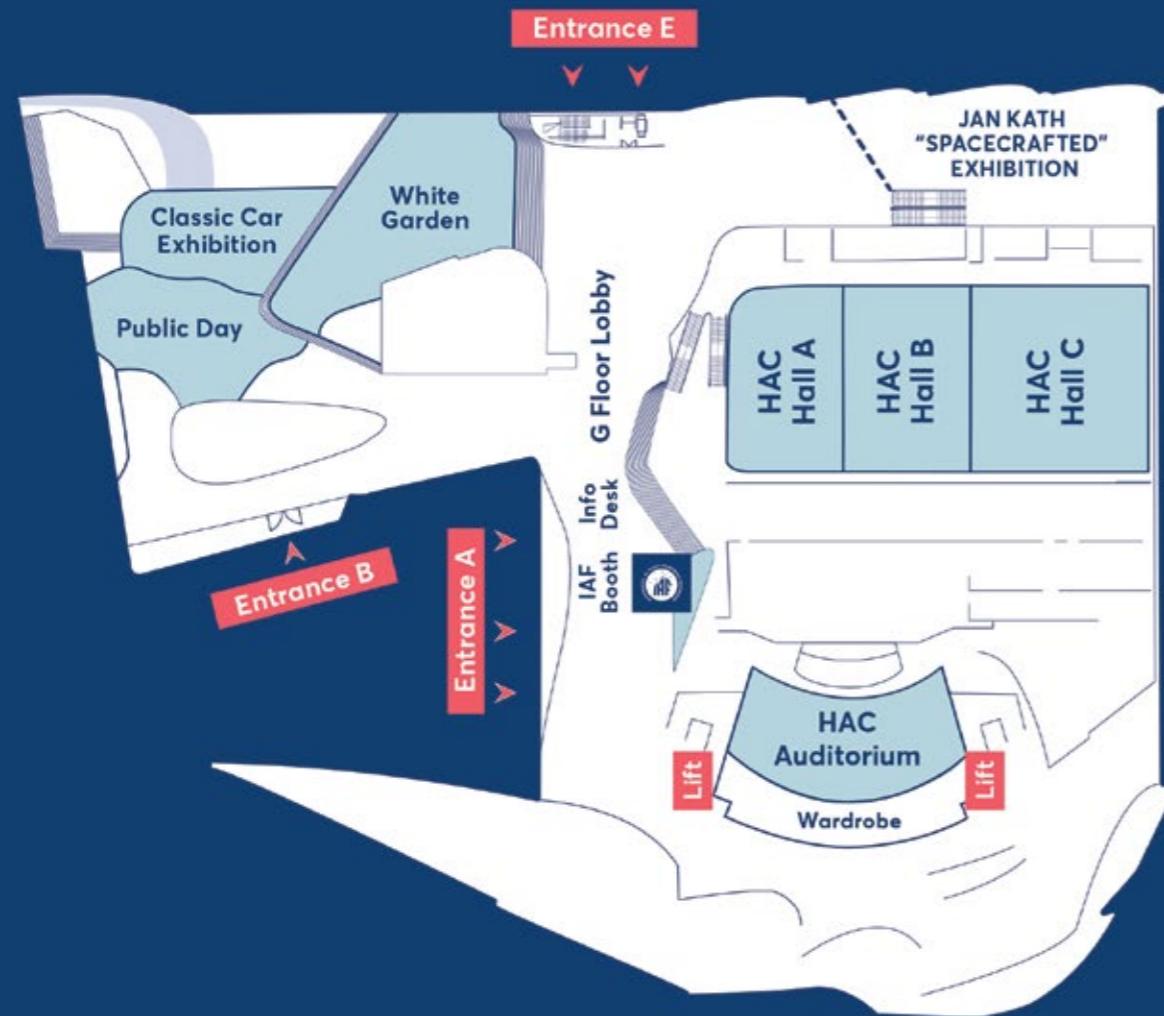 Entrance E
JAN KATH
"SPACECRAFTED"
EXHIBITION
White
Garden
Classic Car
Exhibition
Public Day
G Floor Lobby
HAC
Hall A
HAC
Hall B
HAC
Hall C
Info
Desk
IAF
Booth
IAF
Entrance B
Entrance A
HAC
Auditorium
Lift
Lift
Wardrobe